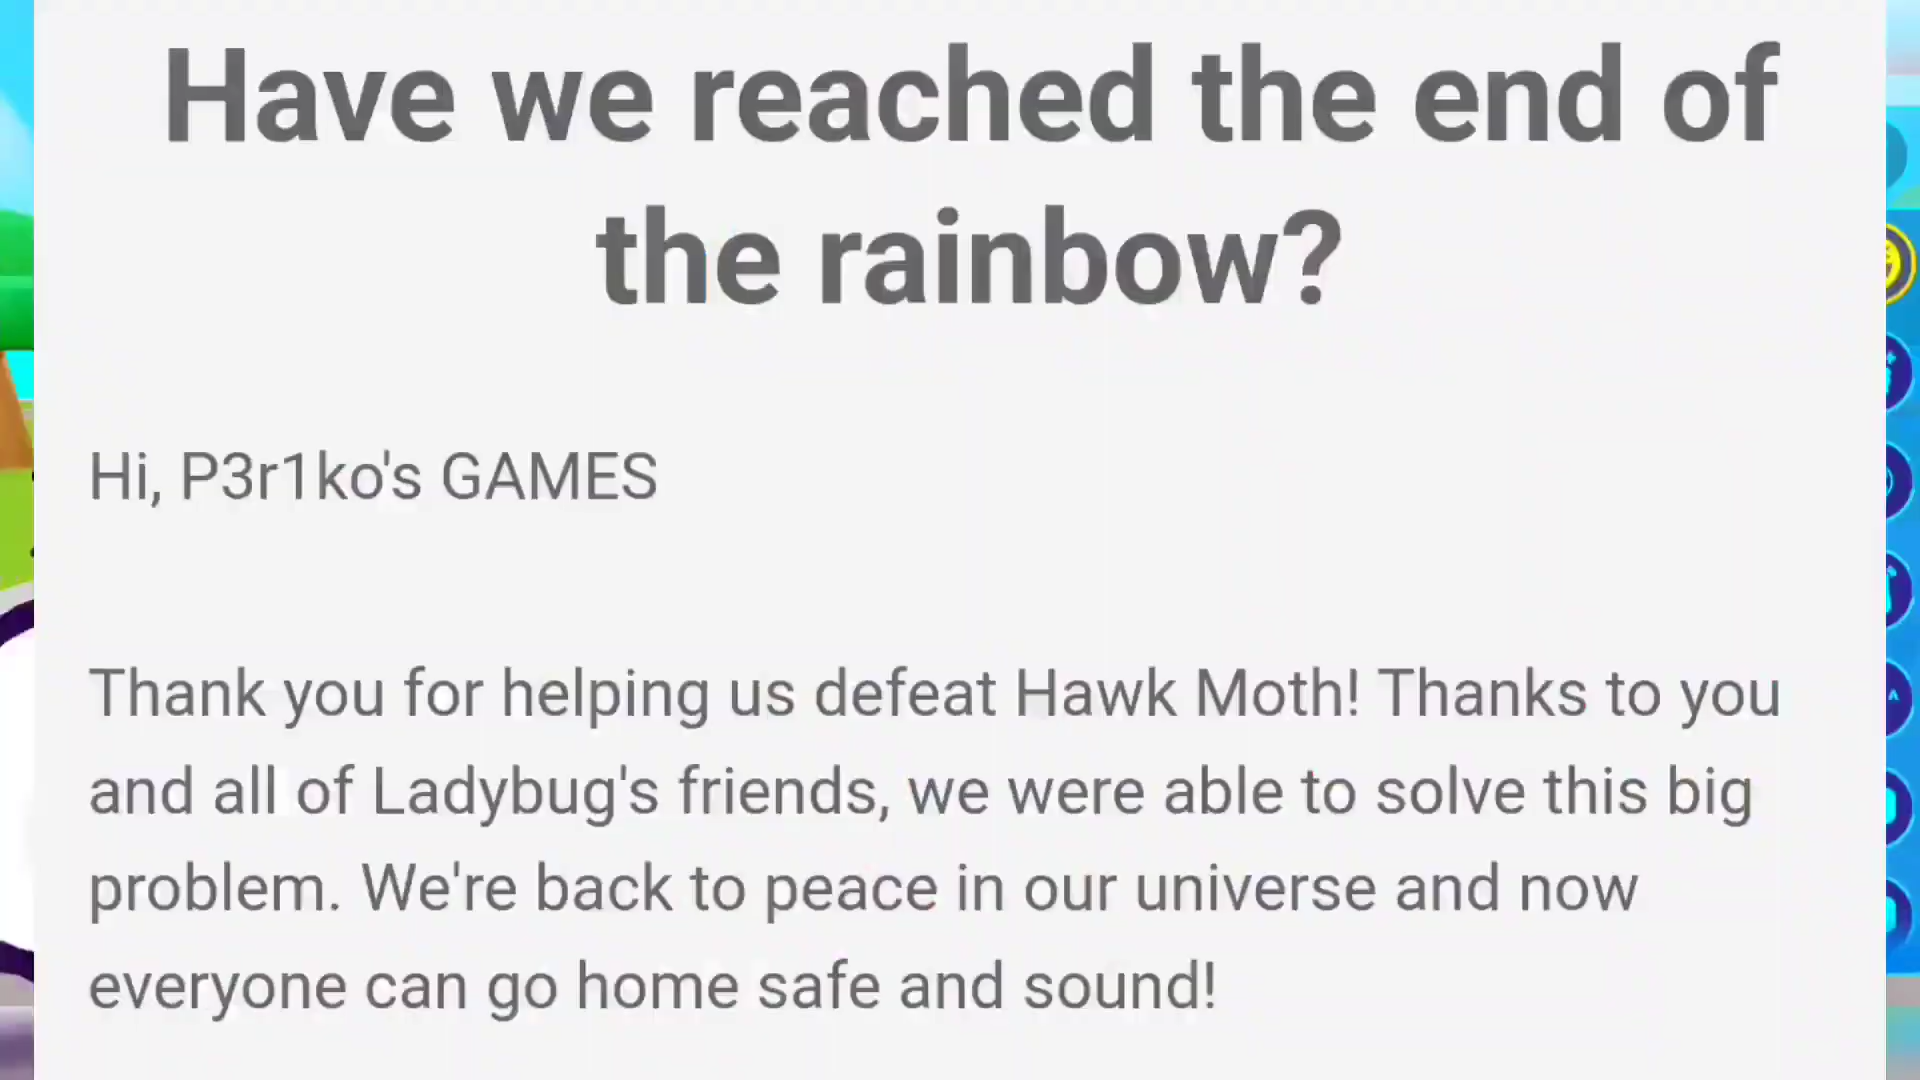 Have we reached the end of
the rainbow?
Hi, P3r1ko's GAMES
Thank you for helping us defeat Hawk Moth! Thanks to you
and all of Ladybug's friends, we were able to solve this big
problem. We're back to peace in our universe and now
everyone can go home safe and sound!